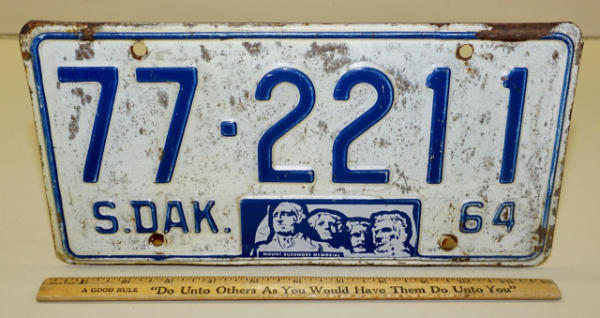 77·2211
S.DAK. 64
MOUNT RUSHMORE MEMORIAL
A GOOD RULE "Do Unto Others As You Would Have Them Do Unto You"